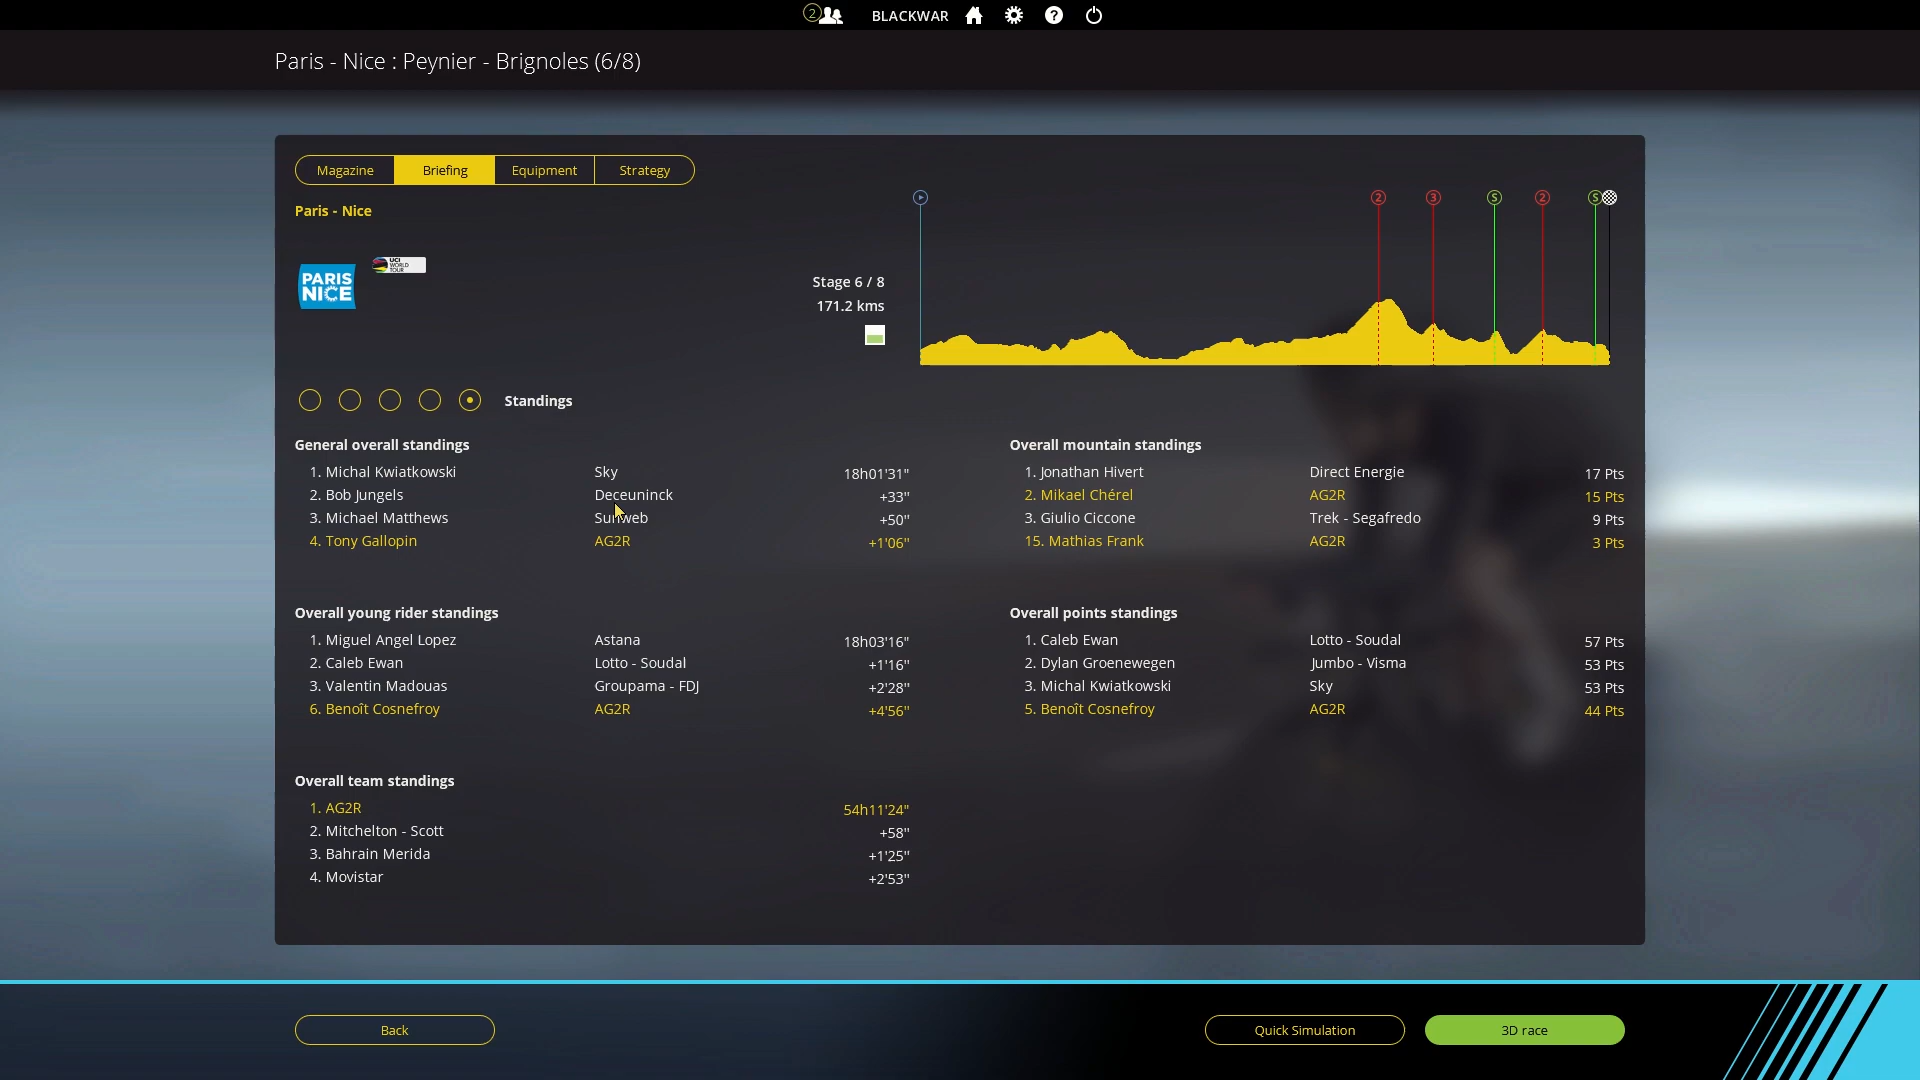 2 BLACKWAR ?
Paris - Nice : Peynier - Brignoles (6/8)
Magazine Briefing Equipment Strategy
Paris - Nice
PARIS
NICE
UCI
WORLD
TOUR
Stage 6 / 8
171.2 kms
2 3 S 2 S
Standings
General overall standings
1. Michal Kwiatkowski Sky 18h01'31"
2. Bob Jungels Deceuninck +33"
3. Michael Matthews Sunweb +50"
4. Tony Gallopin AG2R +1'06"
Overall mountain standings
1. Jonathan Hivert Direct Energie 17 Pts
2. Mikael Chérel AG2R 15 Pts
3. Giulio Ciccone Trek - Segafredo 9 Pts
15. Mathias Frank AG2R 3 Pts
Overall young rider standings
1. Miguel Angel Lopez Astana 18h03'16"
2. Caleb Ewan Lotto - Soudal +1'16"
3. Valentin Madouas Groupama - FDJ +2'28"
6. Benoît Cosnefroy AG2R +4'56"
Overall points standings
1. Caleb Ewan Lotto - Soudal 57 Pts
2. Dylan Groenewegen Jumbo - Visma 53 Pts
3. Michal Kwiatkowski Sky 53 Pts
5. Benoît Cosnefroy AG2R 44 Pts
Overall team standings
1. AG2R 54h11'24"
2. Mitchelton - Scott +58"
3. Bahrain Merida +1'25"
4. Movistar +2'53"
Back Quick Simulation 3D race